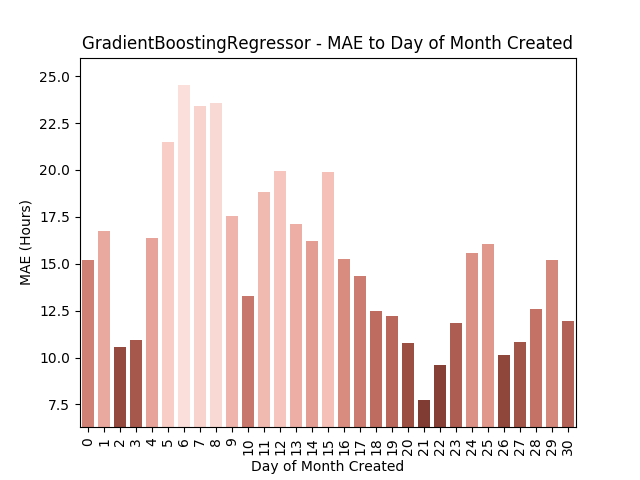 GradientBoostingRegressor - MAE to Day of Month Created
25.0
22.5
20.0
17.5
15.0
12.5
10.0
7.5
MAE (Hours)
0 1 2 3 4 5 6 7 8 9 10 11 12 13 14 15 16 17 18 19 20 21 22 23 24 25 26 27 28 29 30
Day of Month Created